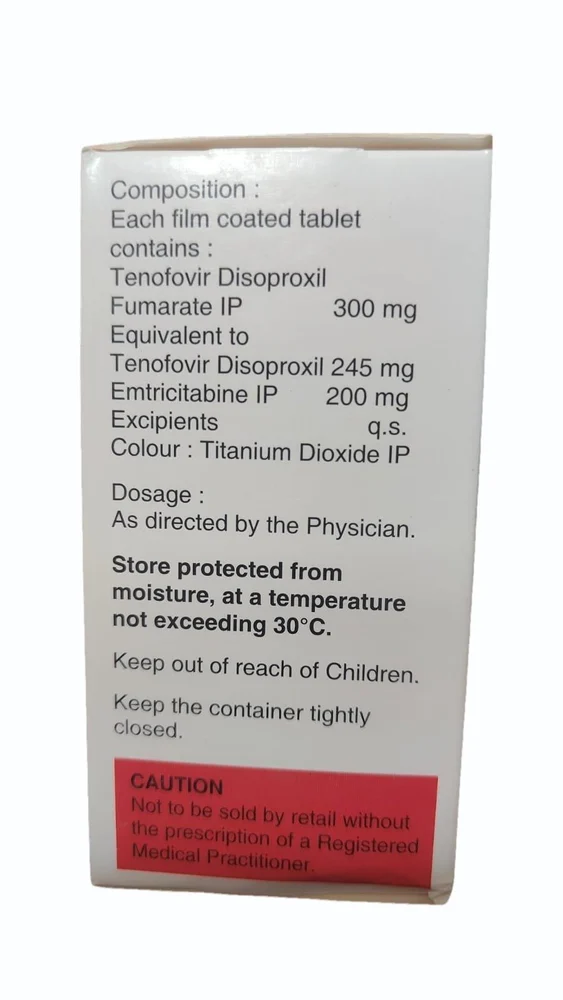 Composition :
Each film coated tablet
contains :
Tenofovir Disoproxil
Fumarate IP 300 mg
Equivalent to
Tenofovir Disoproxil 245 mg
Emtricitabine IP 200 mg
Excipients q.s.
Colour : Titanium Dioxide IP
Dosage :
As directed by the Physician.
Store protected from
moisture, at a temperature
not exceeding 30°C.
Keep out of reach of Children.
Keep the container tightly
closed.
CAUTION
Not to be sold by retail without
the prescription of a Registered
Medical Practitioner.